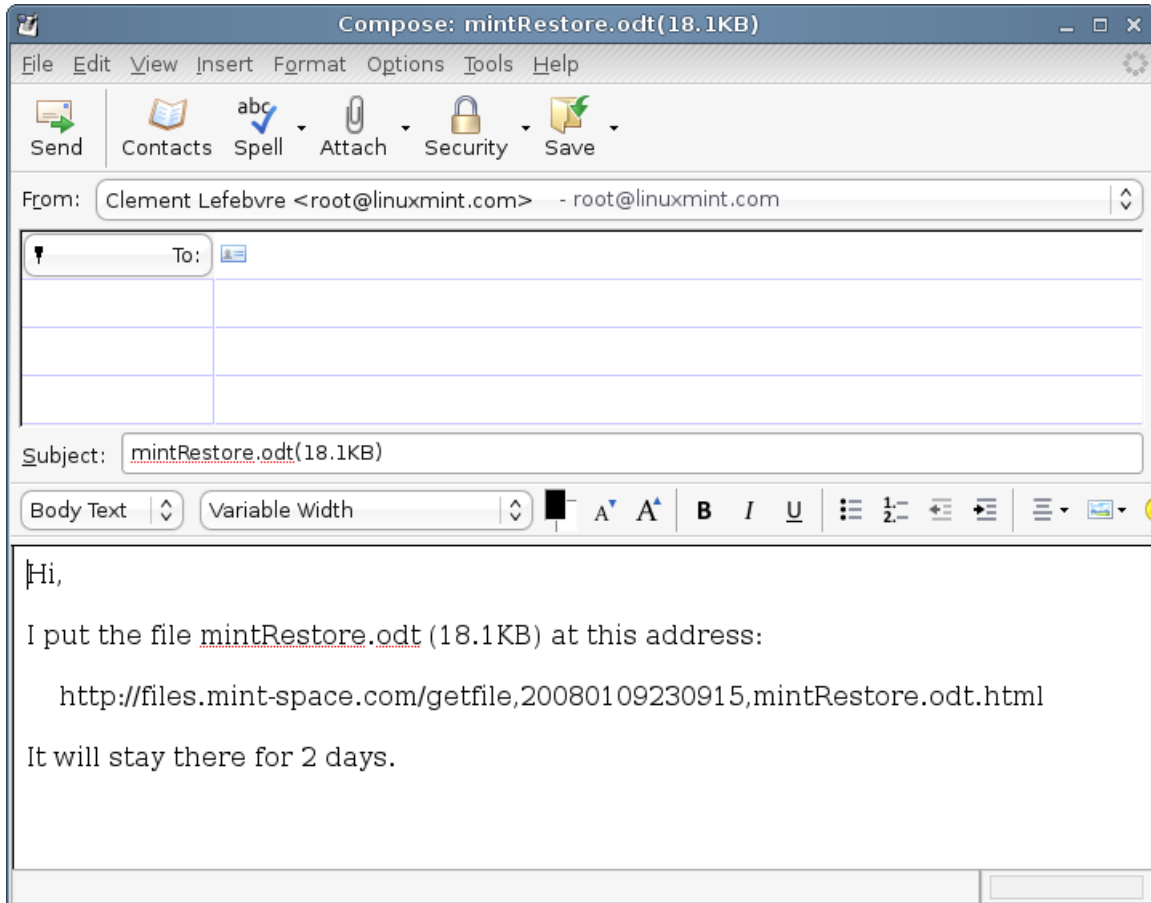 Compose: mintRestore.odt(18.1KB)
File Edit View Insert Format Options Tools Help
abc
Send Contacts Spell Attach Security Save
From: Clement Lefebvre <root@linuxmint.com> - root@linuxmint.com
To:
Subject: mintRestore.odt(18.1KB)
Body Text Variable Width A A B I U 1. 2.
Hi,
I put the file mintRestore.odt (18.1KB) at this address:
http://files.mint-space.com/getfile,20080109230915,mintRestore.odt.html
It will stay there for 2 days.